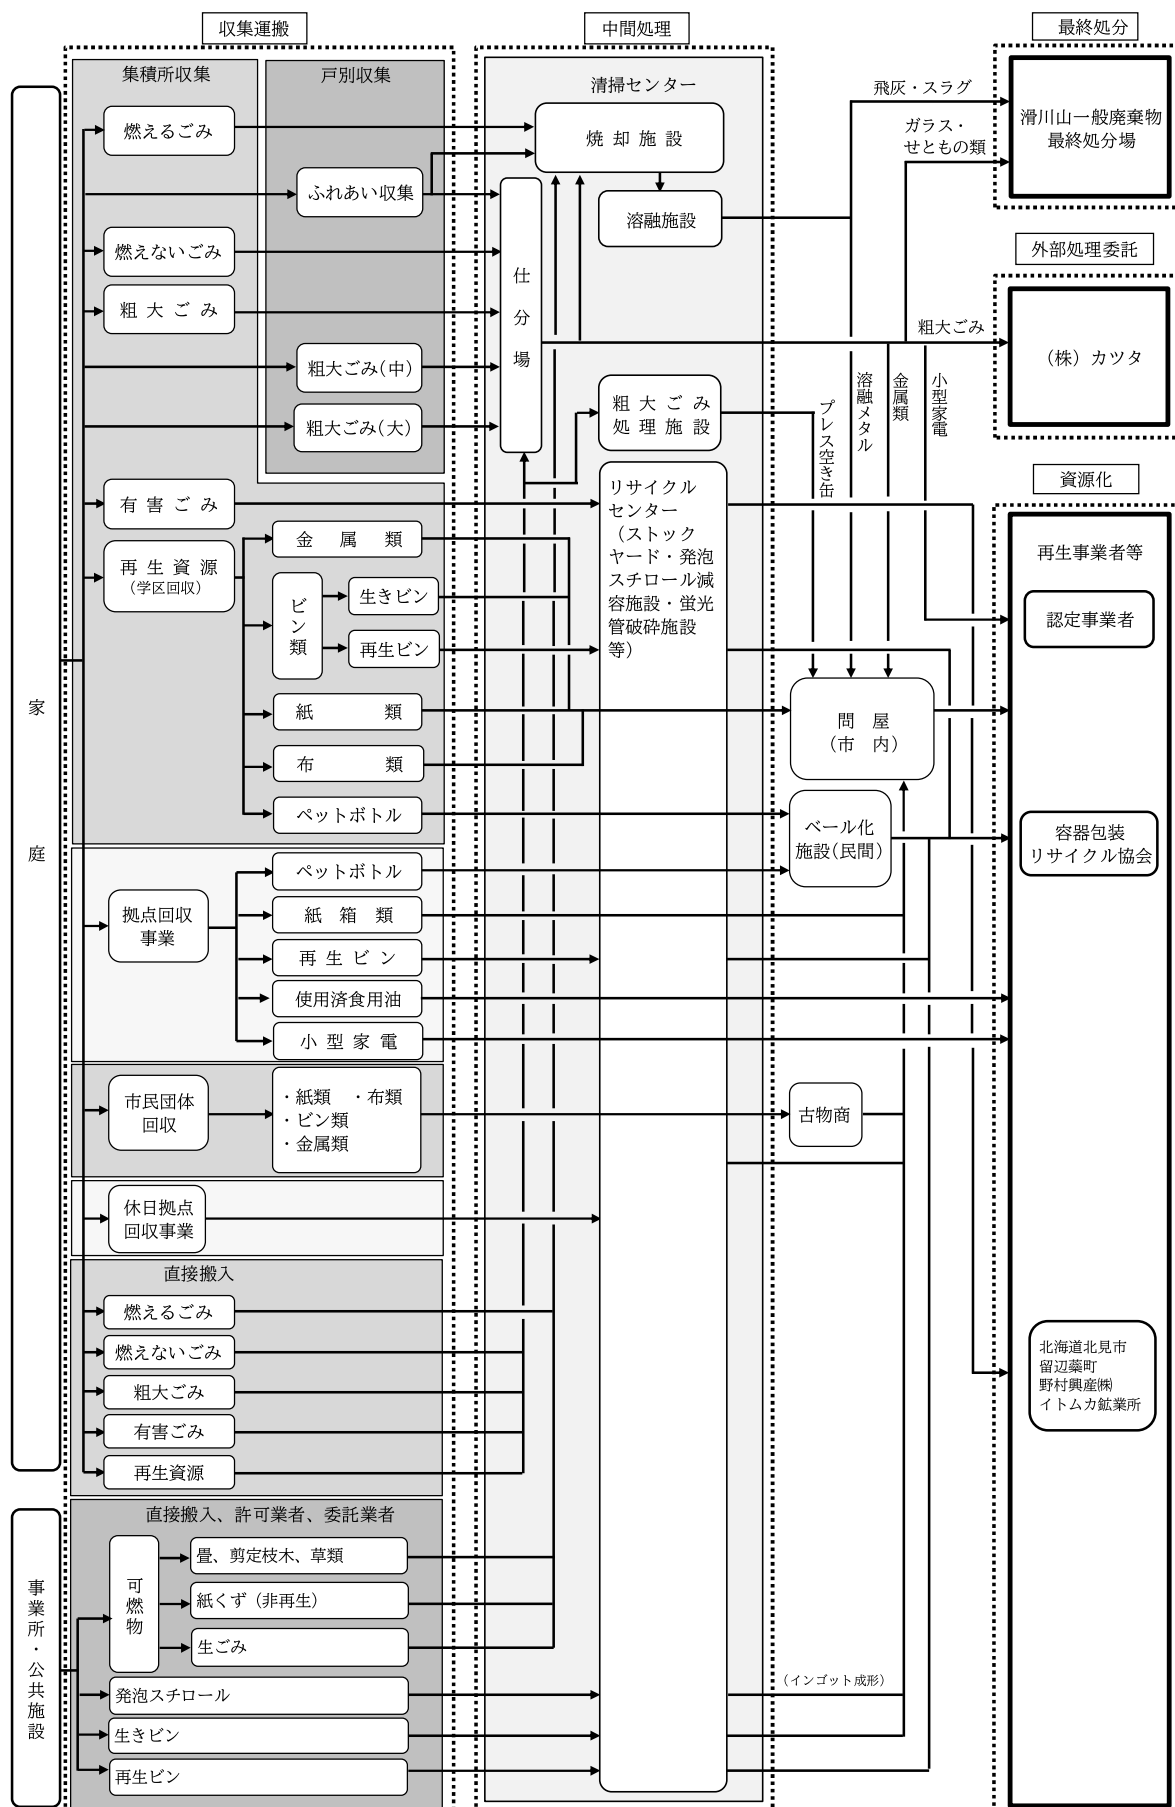 収集運搬
中間処理
最終処分
集積所収集
戸別収集
清掃センター
飛灰・スラグ
滑川山一般廃棄物
最終処分場
ガラス・
せともの類
燃えるごみ
焼却施設
ふれあい収集
溶融施設
燃えないごみ
仕分場
外部処理委託
粗大ごみ
粗大ごみ
(株)カツタ
粗大ごみ(中)
粗大ごみ(大)
粗大ごみ
処理施設
プレス空き缶
溶融メタル
金属類
小型家電
有害ごみ
リサイクル
センター
(ストック
ヤード・発泡
スチロール減
容施設・蛍光
管破砕施設
等)
資源化
再生資源
(学区回収)
金属類
ビン類
生きビン
再生ビン
紙類
布類
ペットボトル
再生事業者等
認定事業者
問屋
(市内)
ベール化
施設(民間)
容器包装
リサイクル協会
家庭
拠点回収
事業
ペットボトル
紙箱類
再生ビン
使用済食用油
小型家電
市民団体
回収
・紙類 ・布類
・ビン類
・金属類
古物商
休日拠点
回収事業
直接搬入
燃えるごみ
燃えないごみ
粗大ごみ
有害ごみ
再生資源
北海道北見市
留辺蘂町
野村興産㈱
イトムカ鉱業所
事業所・公共施設
直接搬入、許可業者、委託業者
可燃物
畳、剪定枝木、草類
紙くず(非再生)
生ごみ
発泡スチロール
生きビン
再生ビン
(インゴット成形)